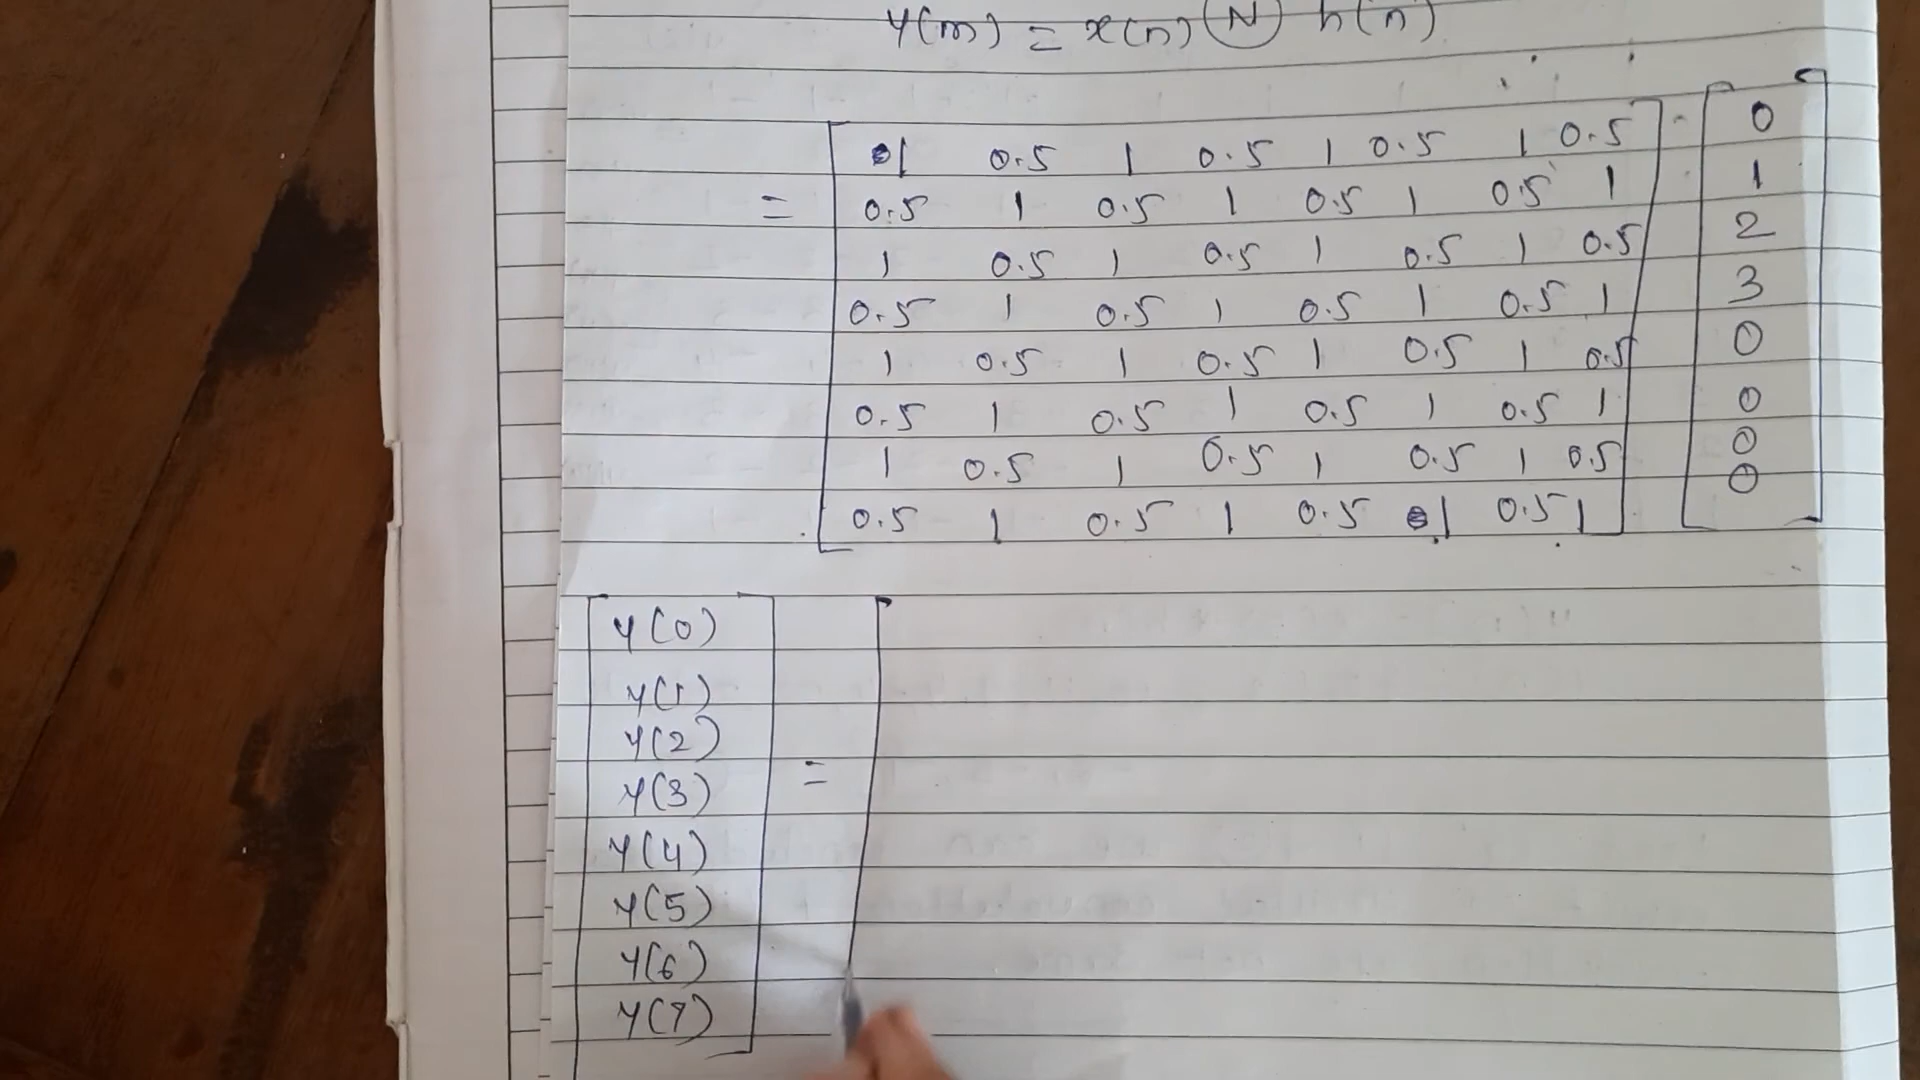 y(m) = x(n) Ⓝ h(n)
1 0.5 1 0.5 1 0.5 1 0.5 0
= 0.5 1 0.5 1 0.5 1 0.5 1 1
1 0.5 1 0.5 1 0.5 1 0.5 2
0.5 1 0.5 1 0.5 1 0.5 1 3
1 0.5 1 0.5 1 0.5 1 0.5 0
0.5 1 0.5 1 0.5 1 0.5 1 0
1 0.5 1 0.5 1 0.5 1 0.5 0
0.5 1 0.5 1 0.5 1 0.5 1 0
y(0)
y(1)
y(2)
y(3) =
y(4)
y(5)
y(6)
y(7)